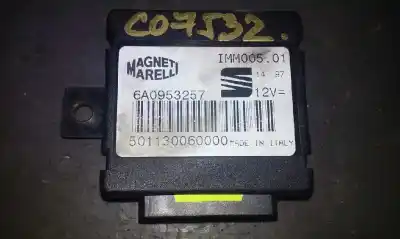 C07532.
MAGNETI
MARELLI
IMM005.01
14 97
6A0953257
12V=
501130060000
MADE IN ITALY